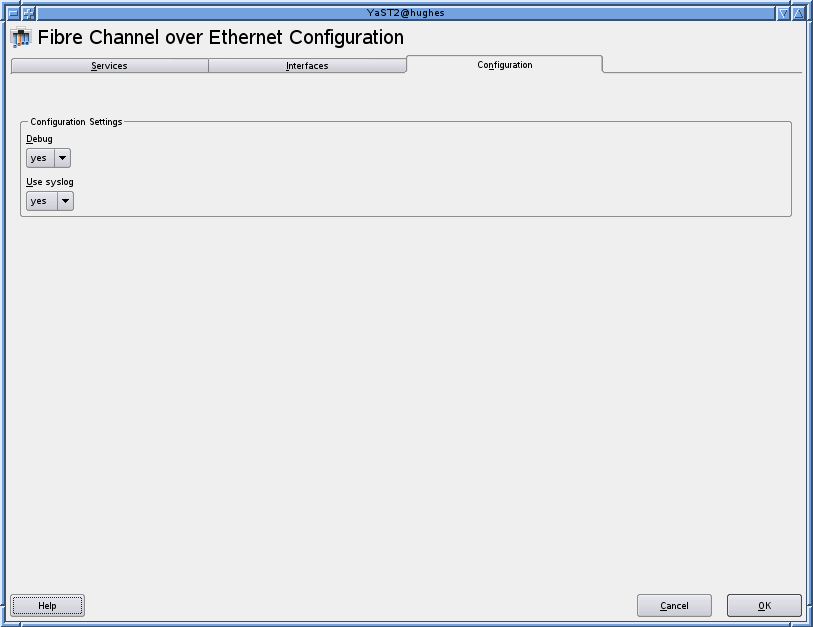 YaST2@hughes
Fibre Channel over Ethernet Configuration
Services Interfaces Configuration
Configuration Settings
Debug
yes
Use syslog
yes
Help Cancel OK